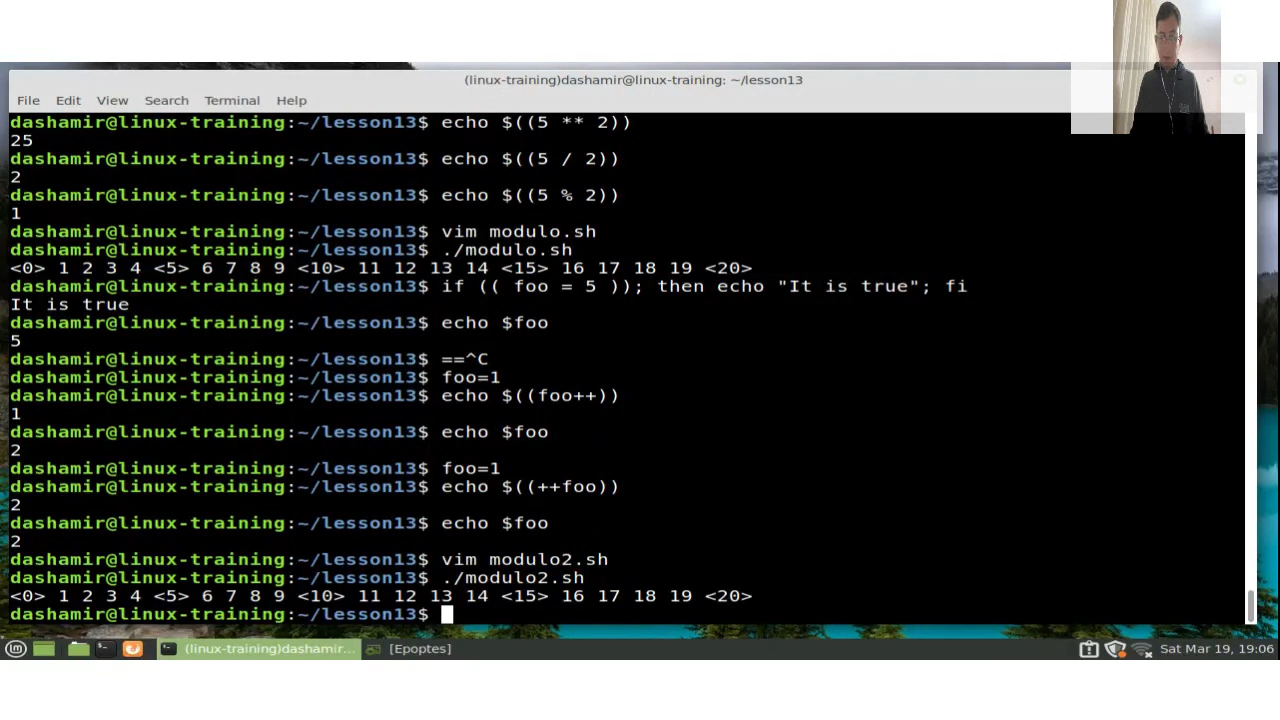 (linux-training)dashamir@linux-training: ~/lesson13
File Edit View Search Terminal Help
dashamir@linux-training:~/lesson13$ echo $((5 ** 2))
25
dashamir@linux-training:~/lesson13$ echo $((5 / 2))
2
dashamir@linux-training:~/lesson13$ echo $((5 % 2))
1
dashamir@linux-training:~/lesson13$ vim modulo.sh
dashamir@linux-training:~/lesson13$ ./modulo.sh
<0> 1 2 3 4 <5> 6 7 8 9 <10> 11 12 13 14 <15> 16 17 18 19 <20>
dashamir@linux-training:~/lesson13$ if (( foo = 5 )); then echo "It is true"; fi
It is true
dashamir@linux-training:~/lesson13$ echo $foo
5
dashamir@linux-training:~/lesson13$ ==^C
dashamir@linux-training:~/lesson13$ foo=1
dashamir@linux-training:~/lesson13$ echo $((foo++))
1
dashamir@linux-training:~/lesson13$ echo $foo
2
dashamir@linux-training:~/lesson13$ foo=1
dashamir@linux-training:~/lesson13$ echo $((++foo))
2
dashamir@linux-training:~/lesson13$ echo $foo
2
dashamir@linux-training:~/lesson13$ vim modulo2.sh
dashamir@linux-training:~/lesson13$ ./modulo2.sh
<0> 1 2 3 4 <5> 6 7 8 9 <10> 11 12 13 14 <15> 16 17 18 19 <20>
dashamir@linux-training:~/lesson13$
(linux-training)dashamir... [Epoptes] Sat Mar 19, 19:06